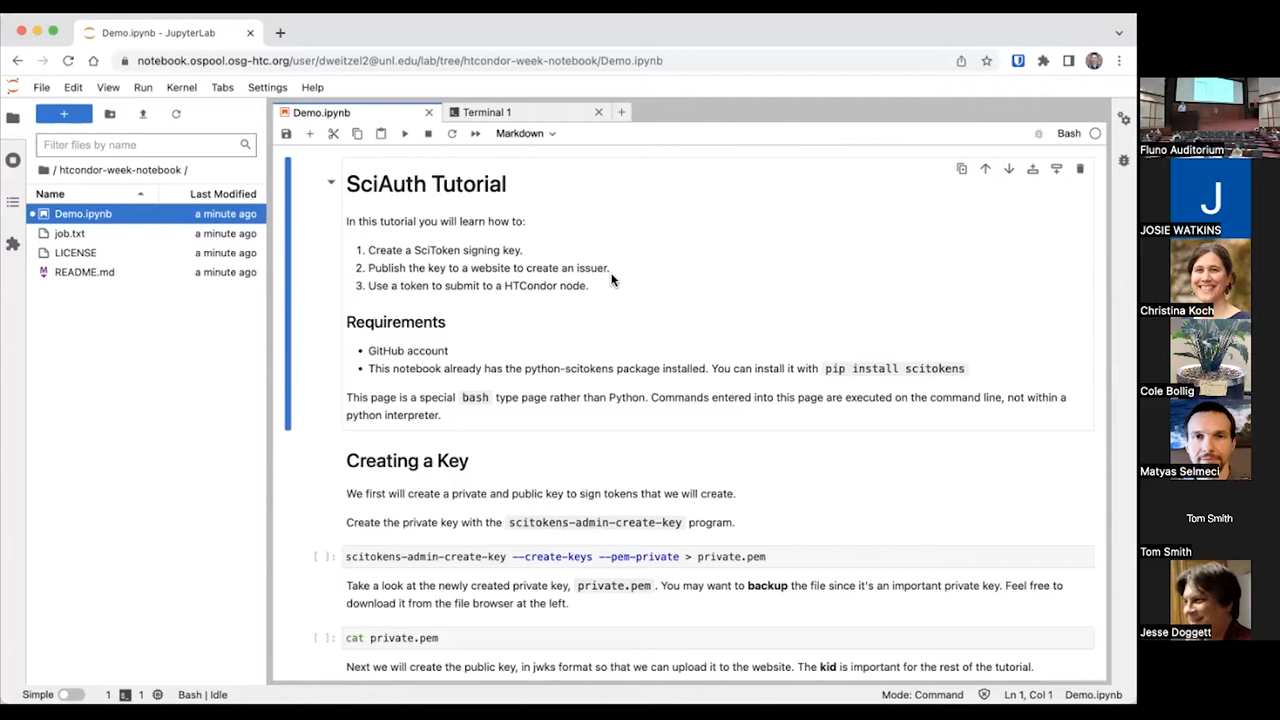 Demo.ipynb - JupyterLab
notebook.ospool.osg-htc.org/user/dweitzel2@unl.edu/lab/tree/htcondor-week-notebook/Demo.ipynb
File Edit View Run Kernel Tabs Settings Help
Demo.ipynb
Terminal 1
Markdown
Bash
Filter files by name
/ htcondor-week-notebook /
Name Last Modified
Demo.ipynb a minute ago
job.txt a minute ago
LICENSE a minute ago
README.md a minute ago
SciAuth Tutorial
In this tutorial you will learn how to:
1. Create a SciToken signing key.
2. Publish the key to a website to create an issuer.
3. Use a token to submit to a HTCondor node.
Requirements
• GitHub account
• This notebook already has the python-scitokens package installed. You can install it with pip install scitokens
This page is a special bash type page rather than Python. Commands entered into this page are executed on the command line, not within a
python interpreter.
Creating a Key
We first will create a private and public key to sign tokens that we will create.
Create the private key with the scitokens-admin-create-key program.
[ ]: scitokens-admin-create-key --create-keys --pem-private > private.pem
Take a look at the newly created private key, private.pem . You may want to backup the file since it's an important private key. Feel free to
download it from the file browser at the left.
[ ]: cat private.pem
Next we will create the public key, in jwks format so that we can upload it to the website. The kid is important for the rest of the tutorial.
Simple 1 1 Bash | Idle
Mode: Command Ln 1, Col 1 Demo.ipynb
Fluno Auditorium
J
JOSIE WATKINS
Christina Koch
Cole Bollig
Matyas Selmeci
Tom Smith
Tom Smith
Jesse Doggett